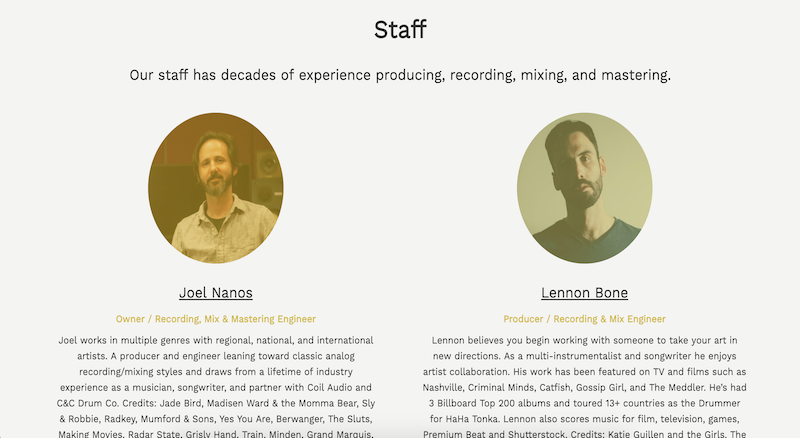 Staff
Our staff has decades of experience producing, recording, mixing, and mastering.
Joel Nanos
Owner / Recording, Mix & Mastering Engineer
Joel works in multiple genres with regional, national, and international
artists. A producer and engineer leaning toward classic analog
recording/mixing styles and draws from a lifetime of industry
experience as a musician, songwriter, and partner with Coil Audio and
C&C Drum Co. Credits: Jade Bird, Madisen Ward & the Momma Bear, Sly
& Robbie, Radkey, Mumford & Sons, Yes You Are, Berwanger, The Sluts,
Making Movies, Radar State, Grisly Hand, Train, Minden, Grand Marquis,
Lennon Bone
Producer / Recording & Mix Engineer
Lennon believes you begin working with someone to take your art in
new directions. As a multi-instrumentalist and songwriter he enjoys
artist collaboration. His work has been featured on TV and films such as
Nashville, Criminal Minds, Catfish, Gossip Girl, and The Meddler. He's had
3 Billboard Top 200 albums and toured 13+ countries as the Drummer
for HaHa Tonka. Lennon also scores music for film, television, games,
Premium Beat and Shutterstock. Credits: Katie Guillen and the Girls, The